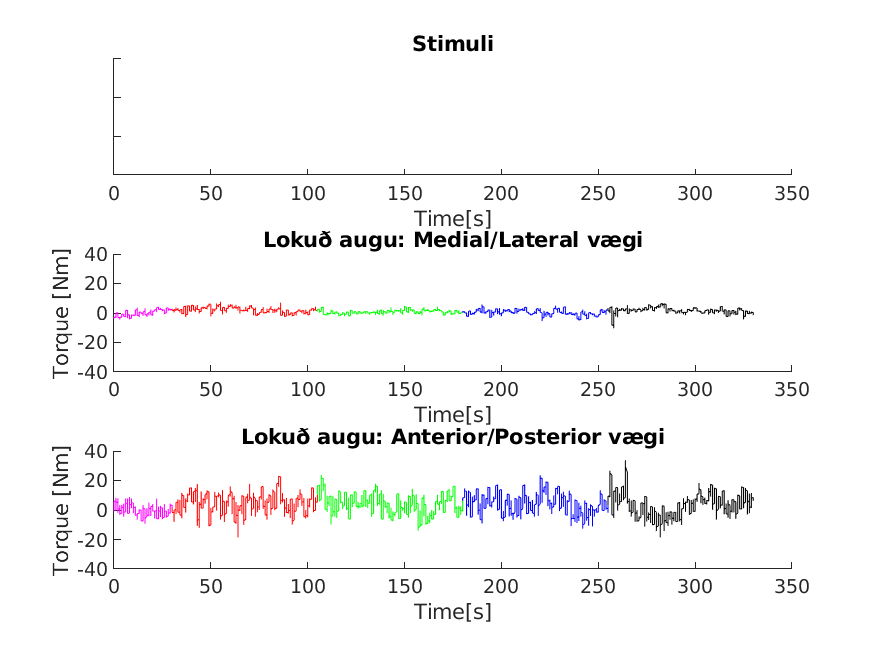 Stimuli
0 50 100 150 200 250 300 350
Time[s]
Lokuð augu: Medial/Lateral vægi
40
20
0
-20
-40
Torque [Nm]
0 50 100 150 200 250 300 350
Time[s]
Lokuð augu: Anterior/Posterior vægi
40
20
0
-20
-40
Torque [Nm]
0 50 100 150 200 250 300 350
Time[s]